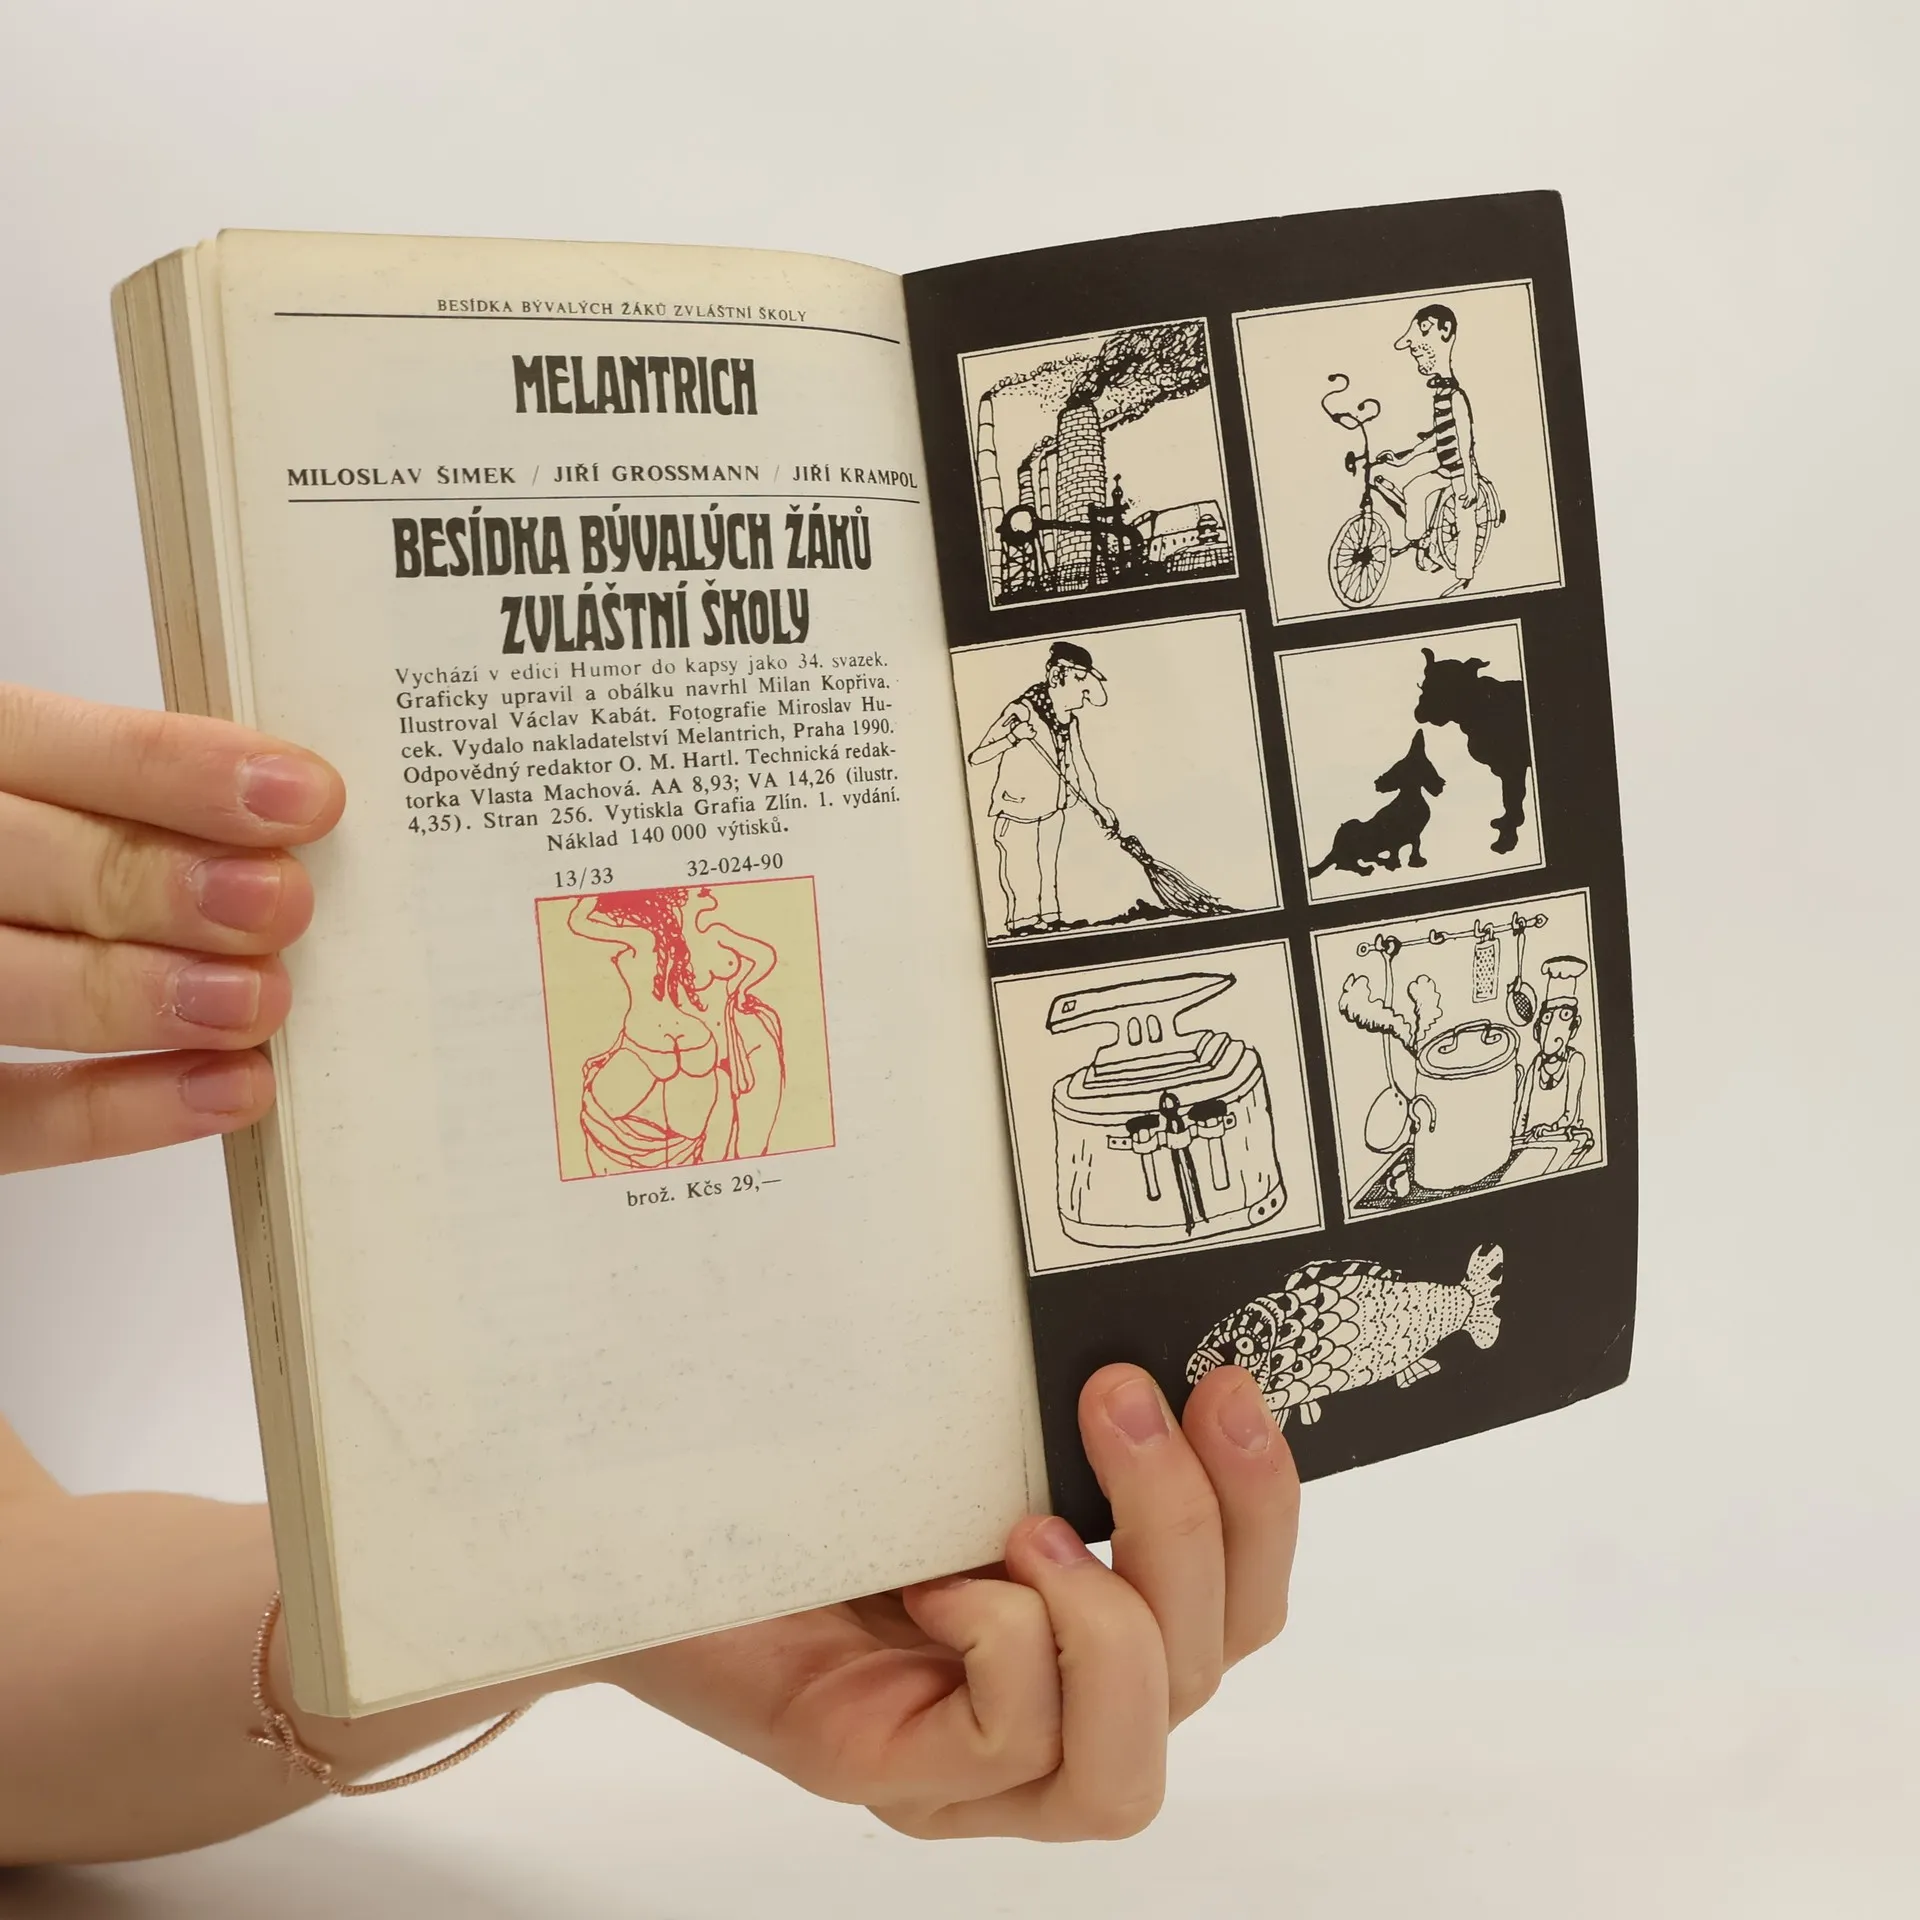 BESÍDKA BÝVALÝCH ŽÁKŮ ZVLÁŠTNÍ ŠKOLY
MELANTRICH
MILOSLAV ŠIMEK / JIŘÍ GROSSMANN / JIŘÍ KRAMPOL
BESÍDKA BÝVALÝCH ŽÁKŮ
ZVLÁŠTNÍ ŠKOLY
Vychází v edici Humor do kapsy jako 34. svazek.
Graficky upravil a obálku navrhl Milan Kopřiva.
Ilustroval Václav Kabát. Fotografie Miroslav Hu-
cek. Vydalo nakladatelství Melantrich, Praha 1990.
Odpovědný redaktor O. M. Hartl. Technická redak-
torka Vlasta Machová. AA 8,93; VA 14,26 (ilustr.
4,35). Stran 256. Vytiskla Grafia Zlín. 1. vydání.
Náklad 140 000 výtisků.
13/33 32-024-90
brož. Kčs 29,—